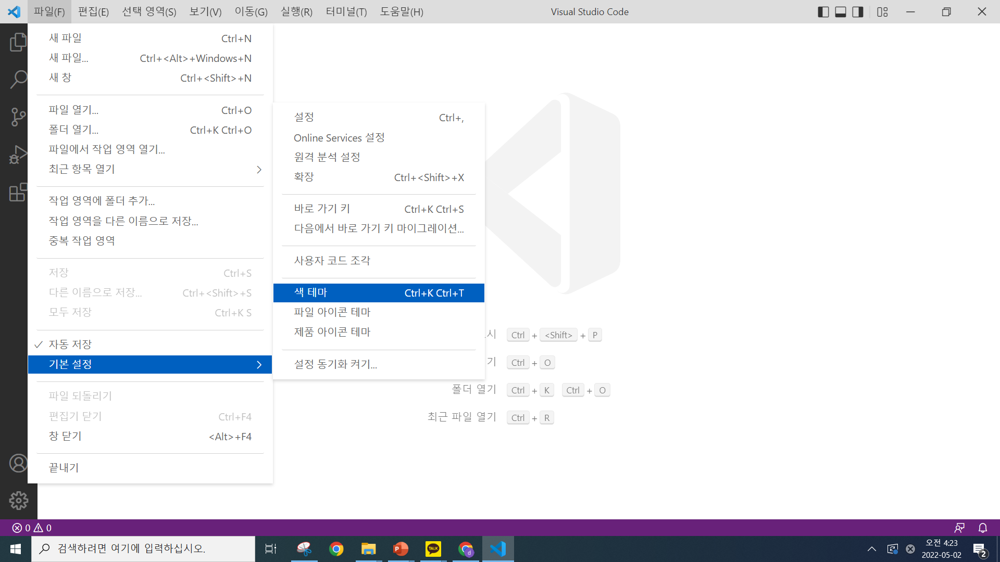 파일(F) 편집(E) 선택 영역(S) 보기(V) 이동(G) 실행(R) 터미널(T) 도움말(H) Visual Studio Code
새 파일 Ctrl+N
새 파일... Ctrl+<Alt>+Windows+N
새 창 Ctrl+<Shift>+N
파일 열기... Ctrl+O
폴더 열기... Ctrl+K Ctrl+O
파일에서 작업 영역 열기...
최근 항목 열기
작업 영역에 폴더 추가...
작업 영역을 다른 이름으로 저장...
중복 작업 영역
저장 Ctrl+S
다른 이름으로 저장... Ctrl+<Shift>+S
모두 저장 Ctrl+K S
자동 저장
기본 설정
파일 되돌리기
편집기 닫기 Ctrl+F4
창 닫기 <Alt>+F4
끝내기
설정 Ctrl+,
Online Services 설정
원격 분석 설정
확장 Ctrl+<Shift>+X
바로 가기 키 Ctrl+K Ctrl+S
다음에서 바로 가기 키 마이그레이션...
사용자 코드 조각
색 테마 Ctrl+K Ctrl+T
파일 아이콘 테마
제품 아이콘 테마
설정 동기화 켜기...
시 Ctrl + <Shift> + P
기 Ctrl + O
폴더 열기 Ctrl + K Ctrl + O
최근 파일 열기 Ctrl + R
0 0
검색하려면 여기에 입력하십시오.
P
TALK
d
오전 4:23
2022-05-02
2